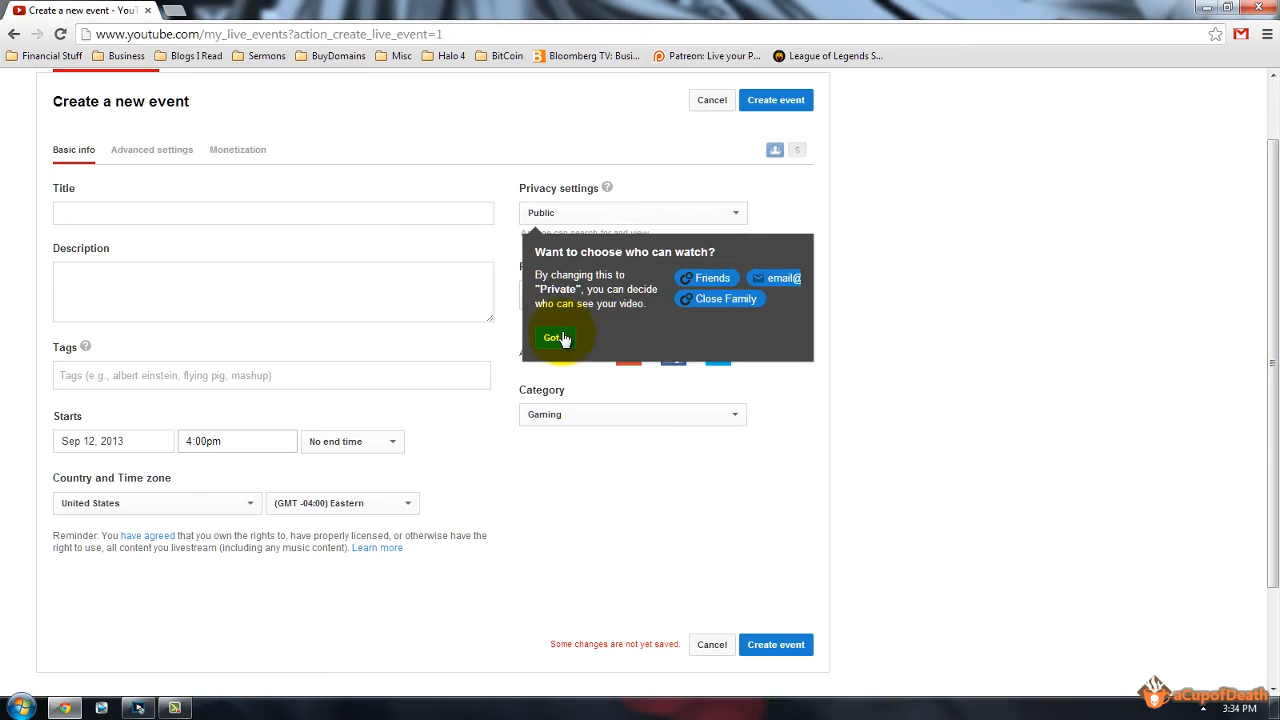 Create a new event - YouT
www.youtube.com/my_live_events?action_create_live_event=1
Financial Stuff Business Blogs I Read Sermons BuyDomains Misc Halo 4 BitCoin Bloomberg TV: Busi... Patreon: Live your P... League of Legends S...
Create a new event
Cancel Create event
Basic info Advanced settings Monetization
Title
Privacy settings ?
Public
Anyone can search for and view
Description
Want to choose who can watch?
By changing this to
"Private", you can decide
who can see your video.
Friends email@
Close Family
Got
Tags ?
Tags (e.g., albert einstein, flying pig, mashup)
Category
Gaming
Starts
Sep 12, 2013 4:00pm No end time
Country and Time zone
United States (GMT -04:00) Eastern
Reminder: You have agreed that you own the rights to, have properly licensed, or otherwise have the
right to use, all content you livestream (including any music content). Learn more
Some changes are not yet saved. Cancel Create event
aCupofDeath
3:34 PM